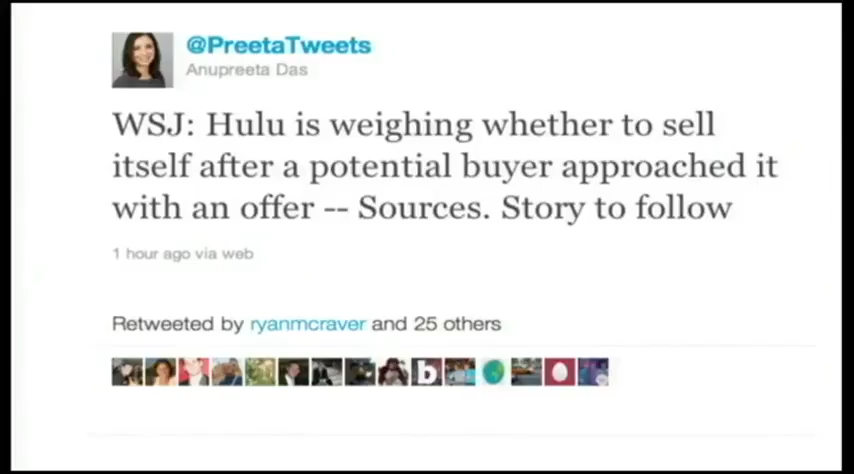 @PreetaTweets
Anupreeta Das
WSJ: Hulu is weighing whether to sell
itself after a potential buyer approached it
with an offer -- Sources. Story to follow
1 hour ago via web
Retweeted by ryanmcraver and 25 others
b